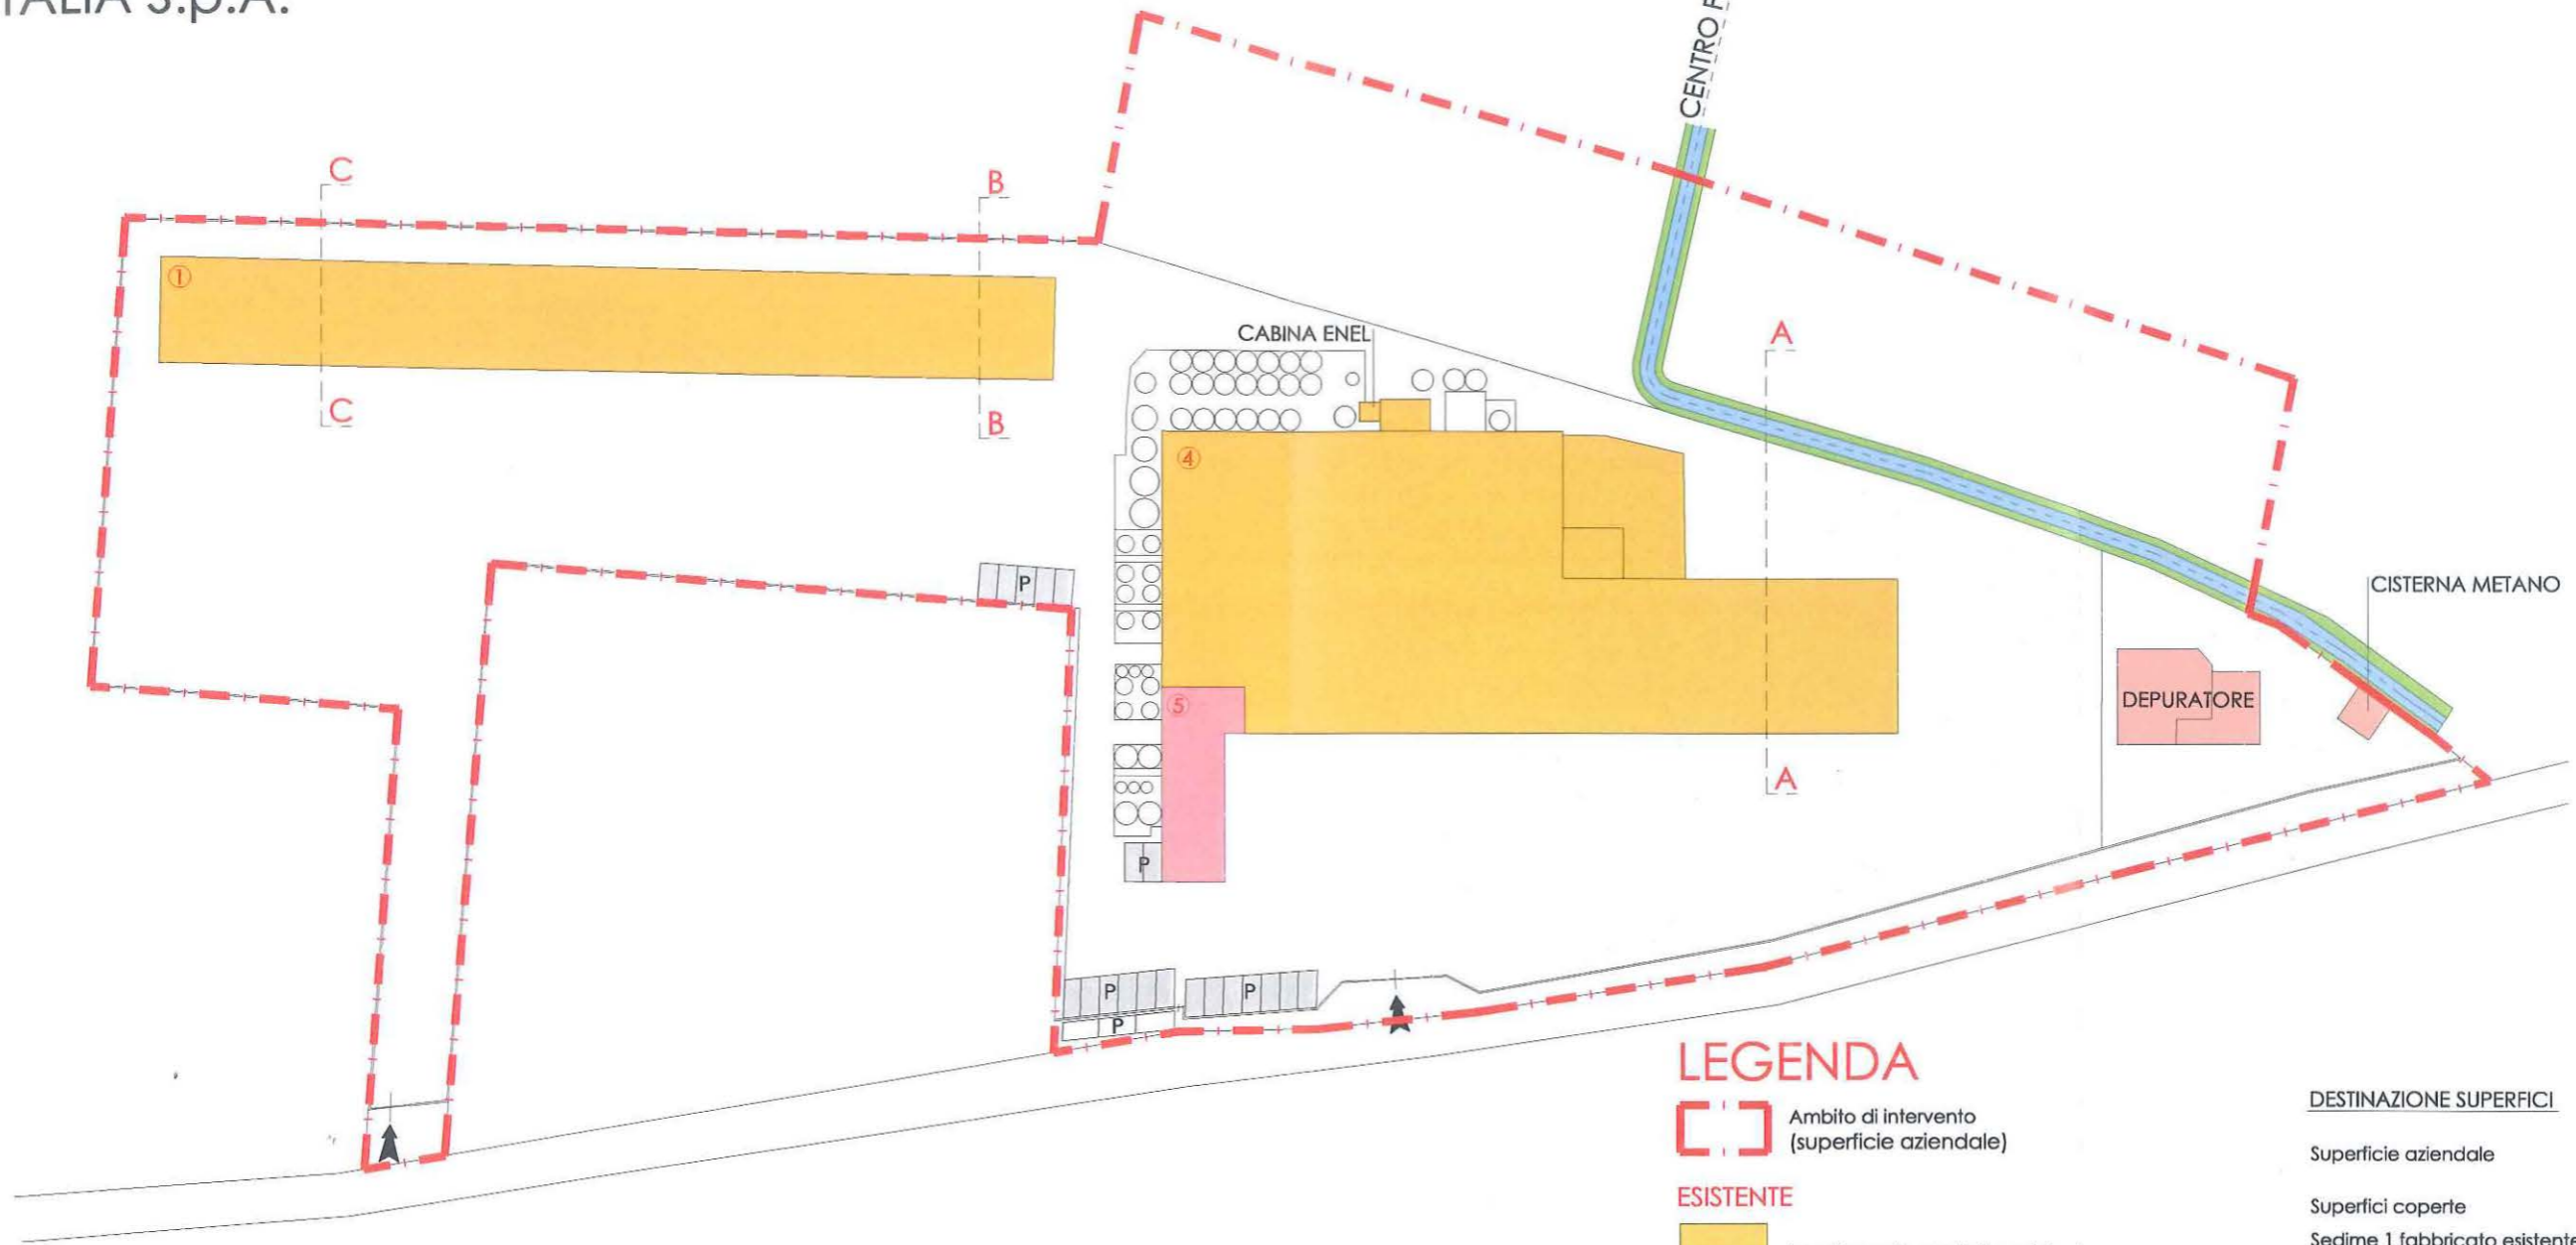 S.p.A.
CENTRO
C
B
①
CABINA ENEL
A
C
B
④
P
CISTERNA METANO
⑤
DEPURATORE
A
P
P
P
P
LEGENDA
Ambito di intervento
(superficie aziendale)
ESISTENTE
DESTINAZIONE SUPERFICI
Superficie aziendale
Superfici coperte
Sedime 1 fabbricato esistente